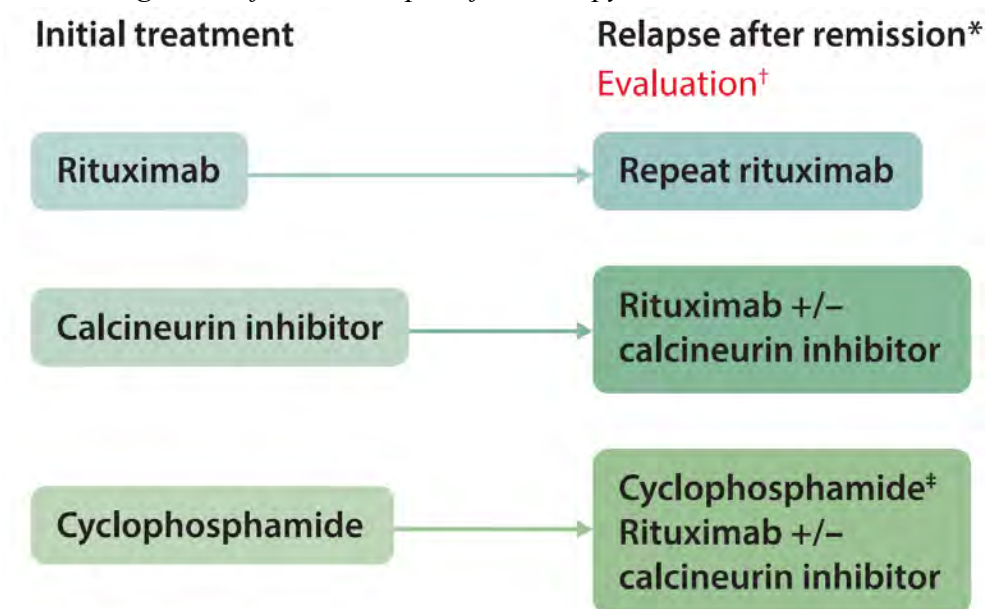 Initial treatment
Relapse after remission*
Evaluation†
Rituximab
Repeat rituximab
Calcineurin inhibitor
Rituximab +/–
calcineurin inhibitor
Cyclophosphamide
Cyclophosphamide‡
Rituximab +/–
calcineurin inhibitor